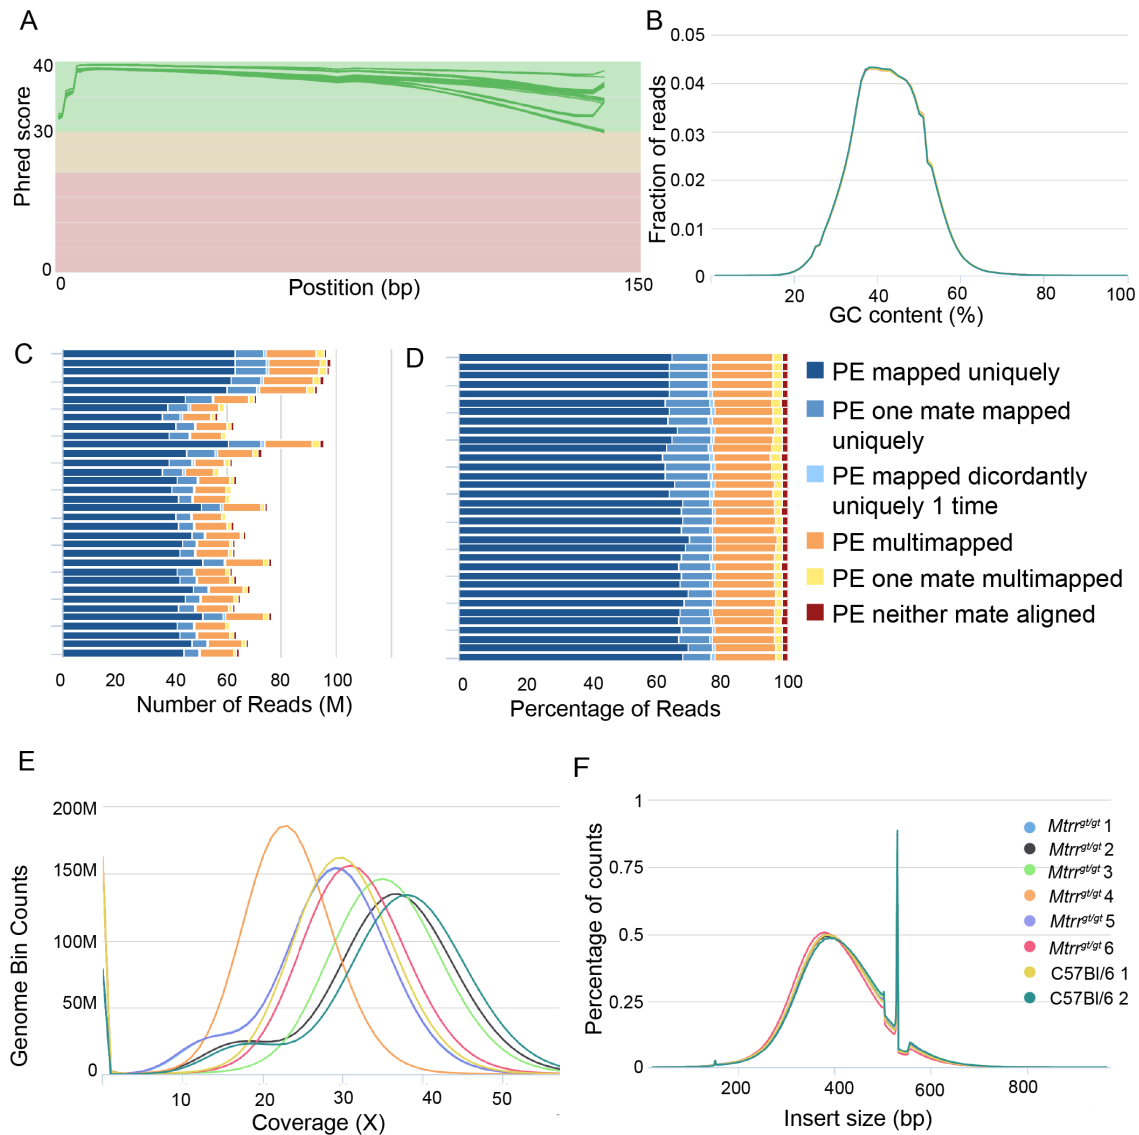 A
40
30
0
Phred score
0
150
Postition (bp)
B
0.05
0.04
0.03
0.02
0.01
0
Fraction of reads
20
40
60
80
100
GC content (%)
C
0
20
40
60
80
100
Number of Reads (M)
D
0
20
40
60
80
100
Percentage of Reads
PE mapped uniquely
PE one mate mapped
uniquely
PE mapped dicordantly
uniquely 1 time
PE multimapped
PE one mate multimapped
PE neither mate aligned
E
200M
150M
100M
50M
0
Genome Bin Counts
10
20
30
40
50
Coverage (X)
F
1
0.75
0.5
0.25
0
Percentage of counts
200
400
600
800
Insert size (bp)
Mtrrgt/gt 1
Mtrrgt/gt 2
Mtrrgt/gt 3
Mtrrgt/gt 4
Mtrrgt/gt 5
Mtrrgt/gt 6
C57Bl/6 1
C57Bl/6 2